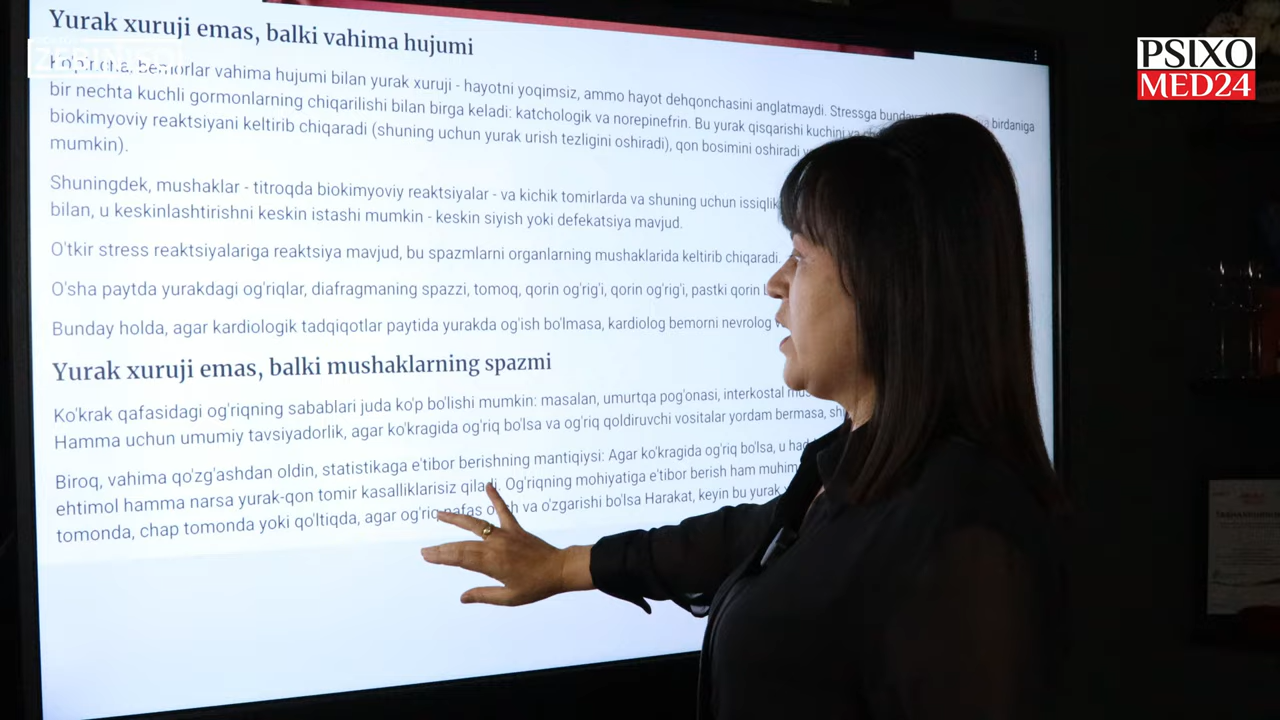 Yurak xuruji emas, balki vahima hujumi
bemorlar vahima hujumi bilan yurak xuruji - hayotni yoqimsiz, ammo hayot dehqonchasini anglatmaydi. Stressga birdaniga
bir nechta kuchli gormonlarning chiqarilishi bilan birga keladi: katchologik va norepinefrin. Bu yurak qisqarishi kuchini
biokimyoviy reaktsiyani keltirib chiqaradi (shuning uchun yurak urish tezligini oshiradi), qon bosimini oshiradi
mumkin).
Shuningdek, mushaklar - titroqda biokimyoviy reaktsiyalar - va kichik tomirlarda va shuning uchun issiqlik
bilan, u keskinlashtirishni keskin istashi mumkin - keskin siyish yoki defekatsiya mavjud.
O'tkir stress reaktsiyalariga reaktsiya mavjud, bu spazmlarni organlarning mushaklarida keltirib chiqaradi.
O'sha paytda yurakdagi og'riqlar, diafragmaning spazzi, tomoq, qorin og'rig'i, qorin og'rig'i, pastki qorin
Bunday holda, agar kardiologik tadqiqotlar paytida yurakda og'ish bo'lmasa, kardiolog bemorni nevrolog
Yurak xuruji emas, balki mushaklarning spazmi
Ko'krak qafasidagi og'riqning sabablari juda ko'p bo'lishi mumkin: masalan, umurtqa pog'onasi, interkostal
Hamma uchun umumiy tavsiyadorlik, agar ko'kragida og'riq bo'lsa va og'riq qoldiruvchi vositalar yordam bermasa,
Biroq, vahima qo'zg'ashdan oldin, statistikaga e'tibor berishning mantiqiysi: Agar ko'kragida og'riq bo'lsa, u
ehtimol hamma narsa yurak-qon tomir kasalliklarisiz qiladi. Og'riqning mohiyatiga e'tibor berish ham muhim
tomonda, chap tomonda yoki qo'ltiqda, agar og'riq nafas va o'zgarishi bo'lsa Harakat, keyin bu yurak
PSIXO
MED24